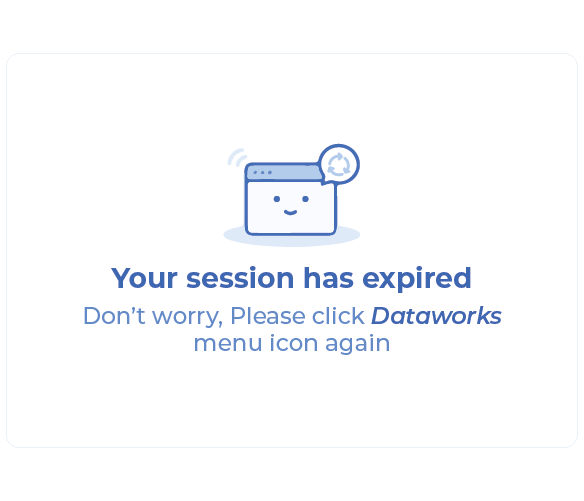 Your session has expired
Don’t worry, Please click Dataworks
menu icon again